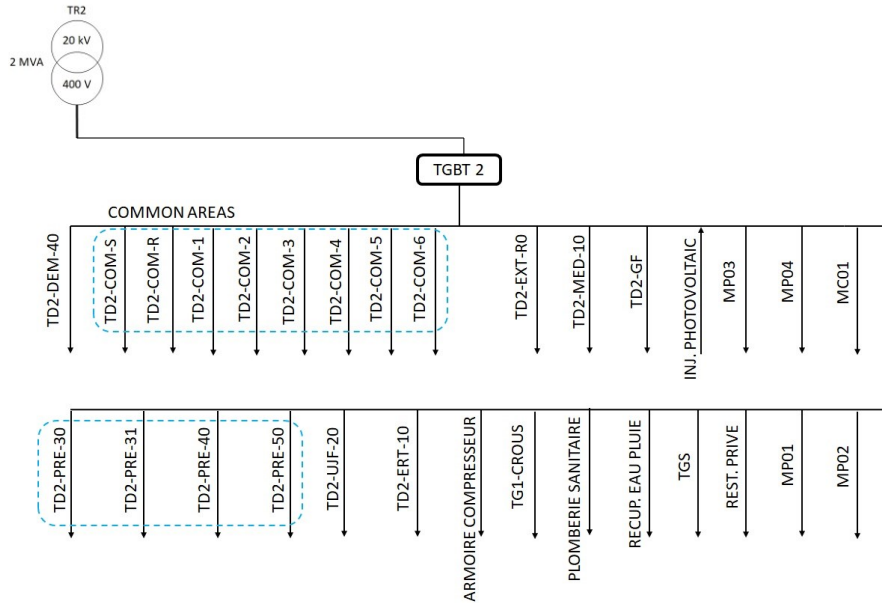 TR2
20 kV
2 MVA
400 V
TGBT 2
COMMON AREAS
TD2-DEM-40
TD2-COM-S
TD2-COM-R
TD2-COM-1
TD2-COM-2
TD2-COM-3
TD2-COM-4
TD2-COM-5
TD2-COM-6
TD2-EXT-R0
TD2-MED-10
TD2-GF
INJ. PHOTOVOLTAIC
MP03
MP04
MC01
TD2-PRE-30
TD2-PRE-31
TD2-PRE-40
TD2-PRE-50
TD2-UJF-20
TD2-ERT-10
ARMOIRE COMPRESSEUR
TG1-CROUS
PLOMBERIE SANITAIRE
RECUP. EAU PLUIE
TGS
REST. PRIVE
MP01
MP02